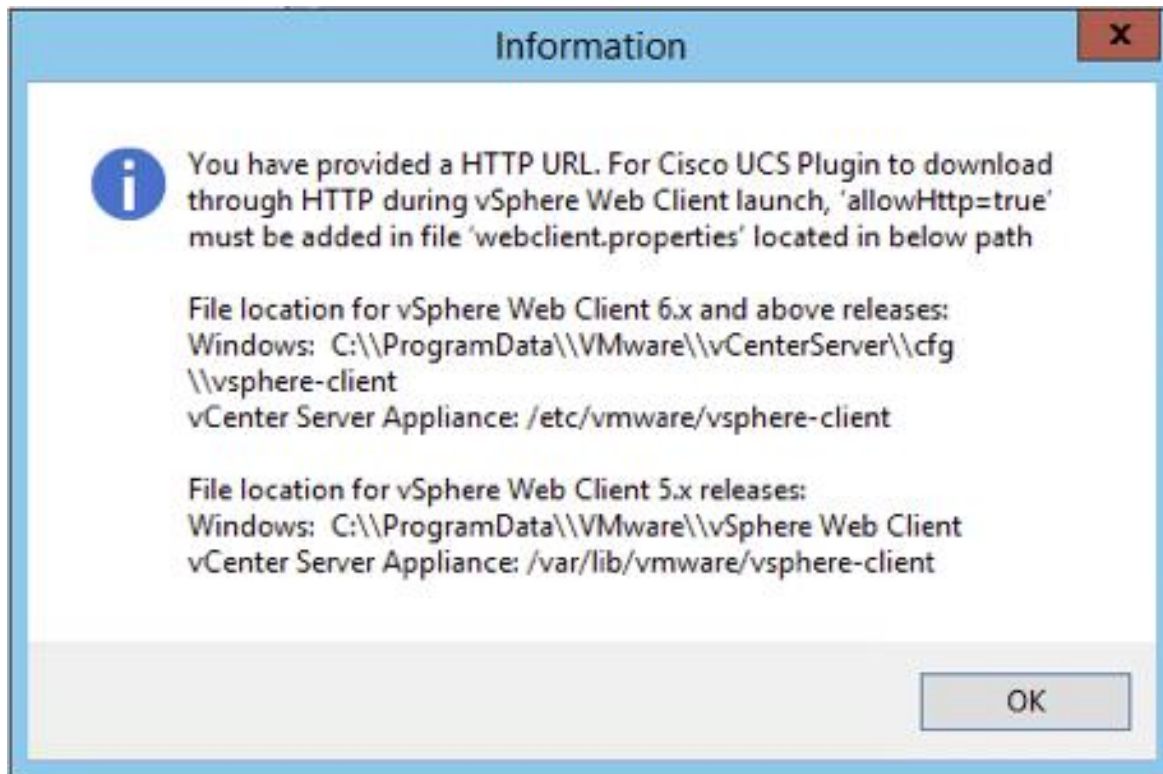 Information
x
i
You have provided a HTTP URL. For Cisco UCS Plugin to download
through HTTP during vSphere Web Client launch, 'allowHttp=true'
must be added in file 'webclient.properties' located in below path
File location for vSphere Web Client 6.x and above releases:
Windows:  C:\\ProgramData\\VMware\\vCenterServer\\cfg
\\vsphere-client
vCenter Server Appliance: /etc/vmware/vsphere-client
File location for vSphere Web Client 5.x releases:
Windows:  C:\\ProgramData\\VMware\\vSphere Web Client
vCenter Server Appliance: /var/lib/vmware/vsphere-client
OK